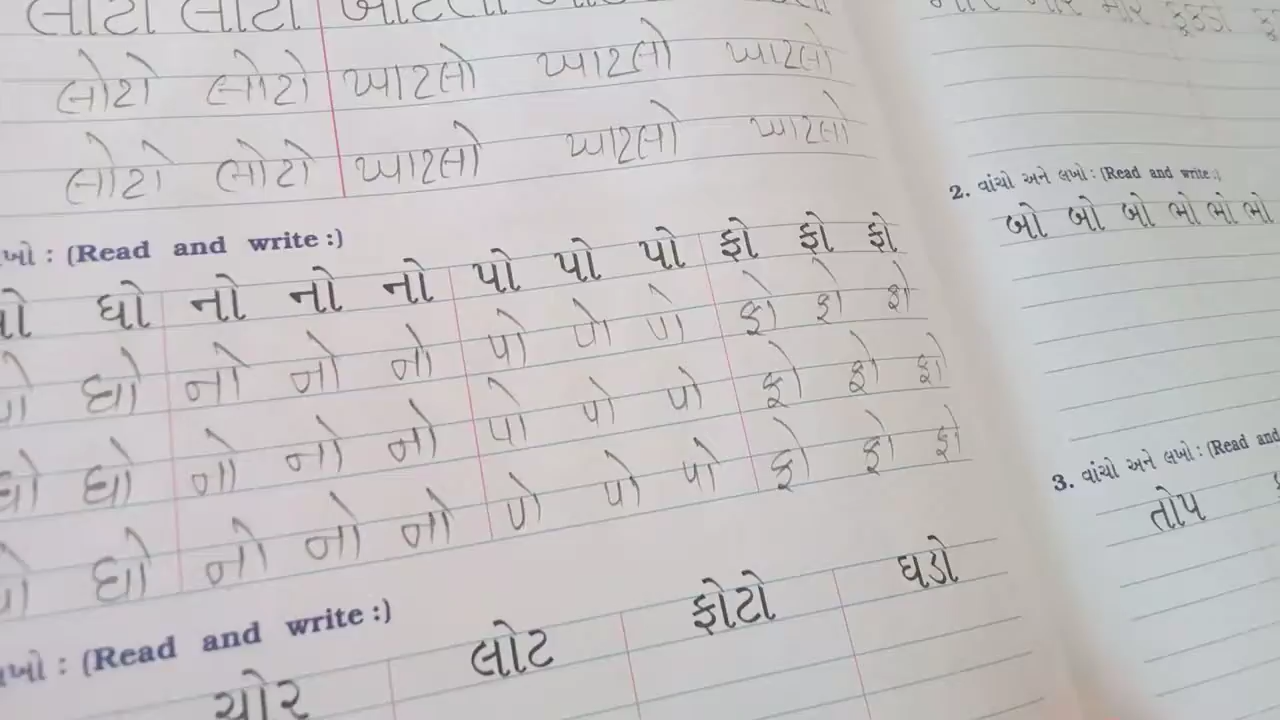 લોટો લોટો
લોટો લોટો ખાટલો ખાટલો ખાટલો
લોટો લોટો ખાટલો ખાટલો ખાટલો
(Read and write:)
ઘો નો નો નો પો પો પો ફો ફો ફો
ઘો નો નો નો પો પો પો ફો ફો ફો
ઘો ઘો નો નો નો પો પો પો ફો ફો ફો
ઘો નો નો નો પો પો પો ફો ફો ફો
(Read and write:)
ચોર લોટ ફોટો ઘડો
2. વાંચો અને લખો : (Read and write:)
બો બો બો ભો ભો ભો
3. વાંચો અને લખો : (Read and
તોપ